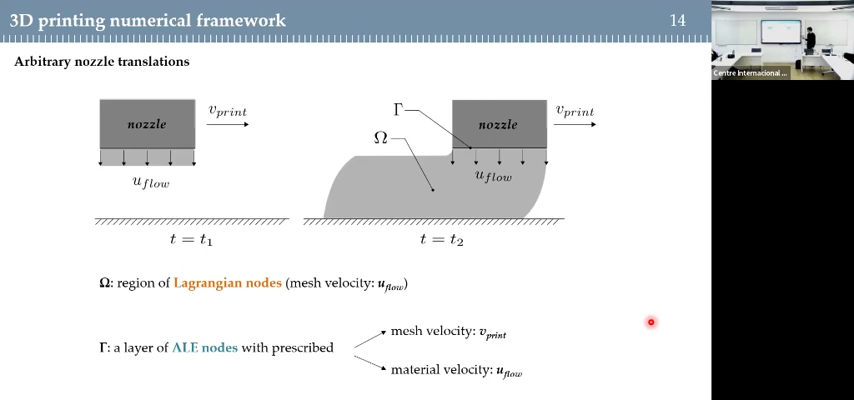 3D printing numerical framework
14
Arbitrary nozzle translations
Centre Internacional ...
nozzle
v_print
u_flow
t = t₁
Γ
Ω
nozzle
v_print
u_flow
t = t₂
Ω: region of Lagrangian nodes (mesh velocity: u_flow)
Γ: a layer of ALE nodes with prescribed
mesh velocity: v_print
material velocity: u_flow